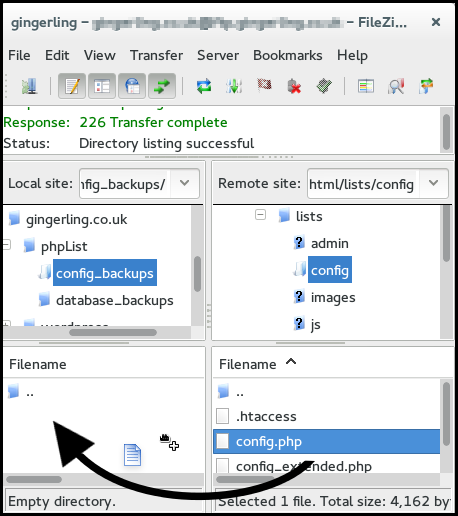 gingerling – – FileZi...
File Edit View Transfer Server Bookmarks Help
Response: 226 Transfer complete
Status: Directory listing successful
Local site: nfig_backups/
Remote site: html/lists/config
gingerling.co.uk
phpList
config_backups
database_backups
wordpress
lists
admin
config
images
js
Filename
..
Empty directory.
Filename
..
.htaccess
config.php
config_extended.php
Selected 1 file. Total size: 4,162 by